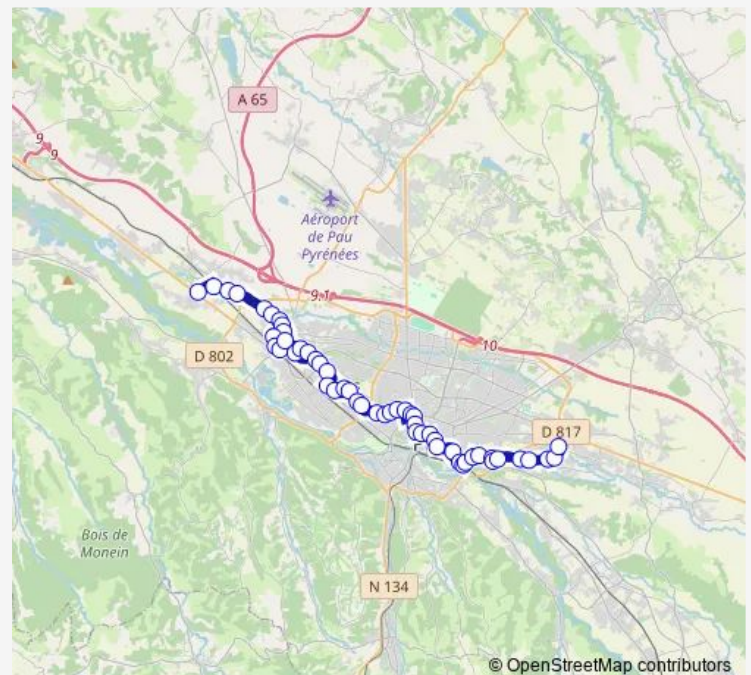 A 65
9
9
Aéroport
de Pau
Pyrénées
9.1
10
D 802
D 817
Bois de
Monein
N 134
© OpenStreetMap contributors